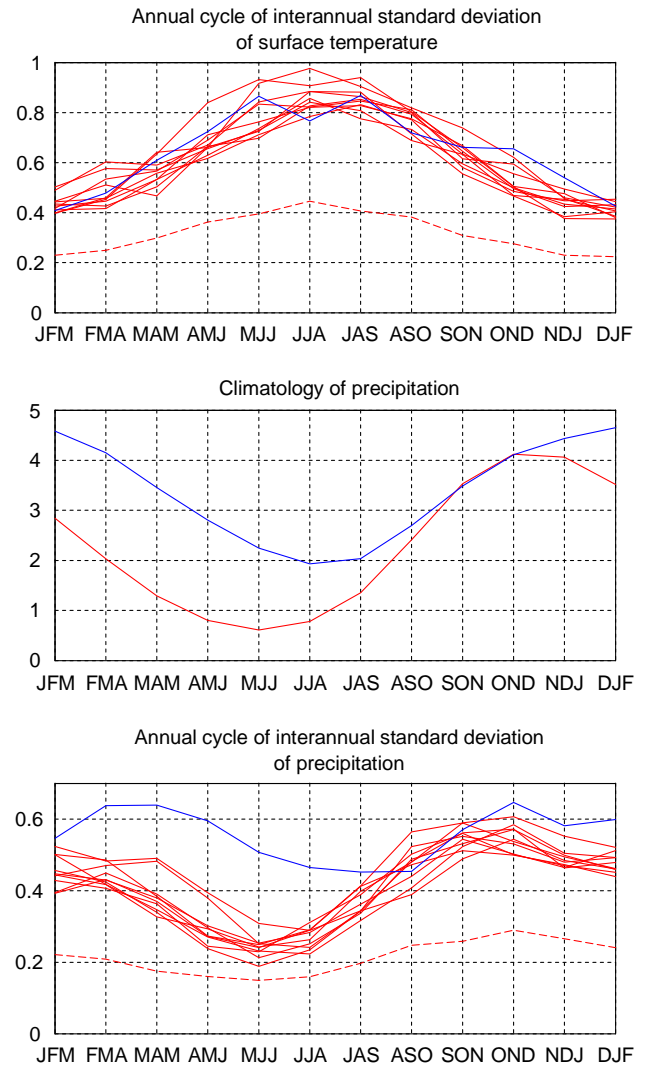 Annual cycle of interannual standard deviation
of surface temperature
1
0.8
0.6
0.4
0.2
0
JFM FMA MAM AMJ MJJ JJA JAS ASO SON OND NDJ DJF
Climatology of precipitation
5
4
3
2
1
0
JFM FMA MAM AMJ MJJ JJA JAS ASO SON OND NDJ DJF
Annual cycle of interannual standard deviation
of precipitation
0.6
0.4
0.2
0
JFM FMA MAM AMJ MJJ JJA JAS ASO SON OND NDJ DJF